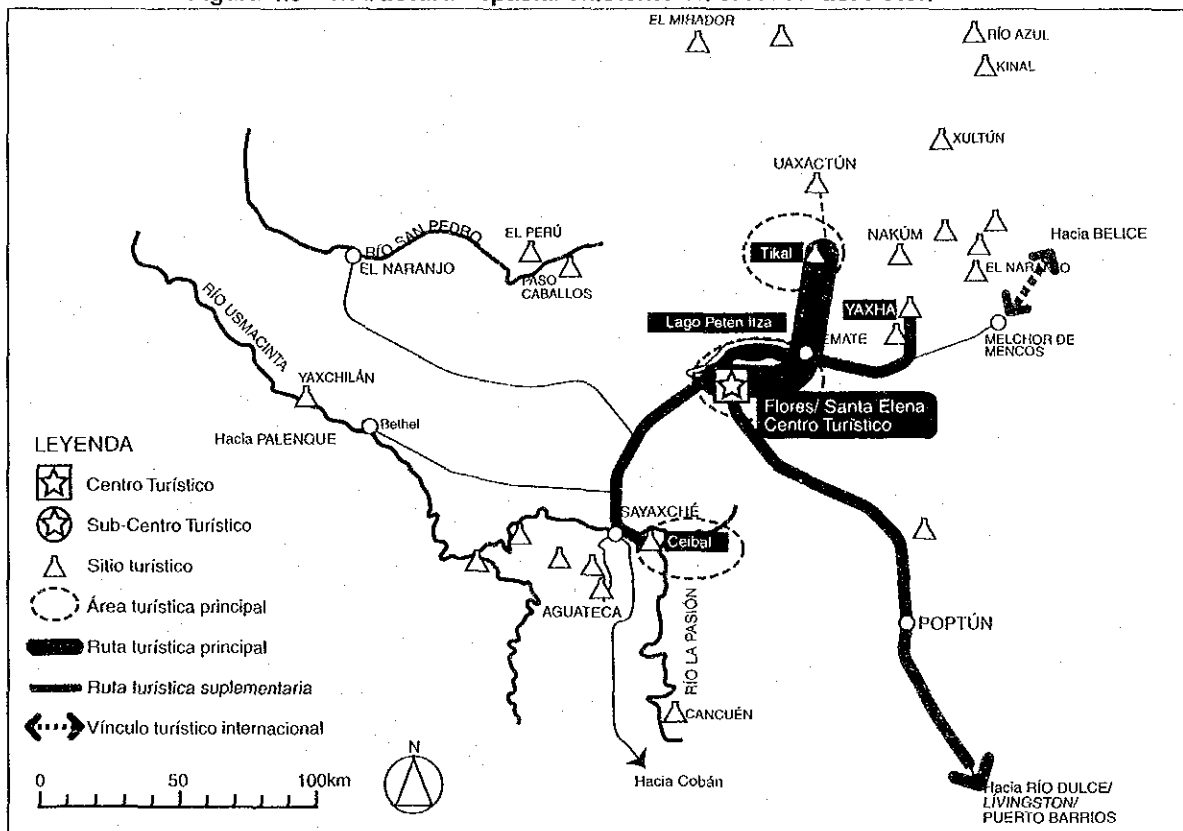 EL MIRADOR
RÍO AZUL
KINAL
XULTÚN
UAXACTÚN
RÍO SAN PEDRO
EL PERÚ
Tikal
NAKÚM
Hacia BELICE
EL NARANJO
PASO
CABALLOS
EL NARANJO
RÍO USMACINTA
Lago Petén Itza
YAXHA
EMATE
MELCHOR DE
MENCOS
YAXCHILÁN
Flores/ Santa Elena
Centro Turístico
Bethel
Hacia PALENQUE
LEYENDA
Centro Turístico
Sub-Centro Turístico
Sitio turístico
Área turística principal
Ruta turística principal
Ruta turística suplementaria
Vínculo turístico internacional
SAYAXCHÉ
Ceibal
AGUATECA
RÍO LA PASIÓN
POPTÚN
CANCUÉN
N
0 50 100km
Hacia Cobán
Hacia RÍO DULCE/
LIVINGSTON/
PUERTO BARRIOS